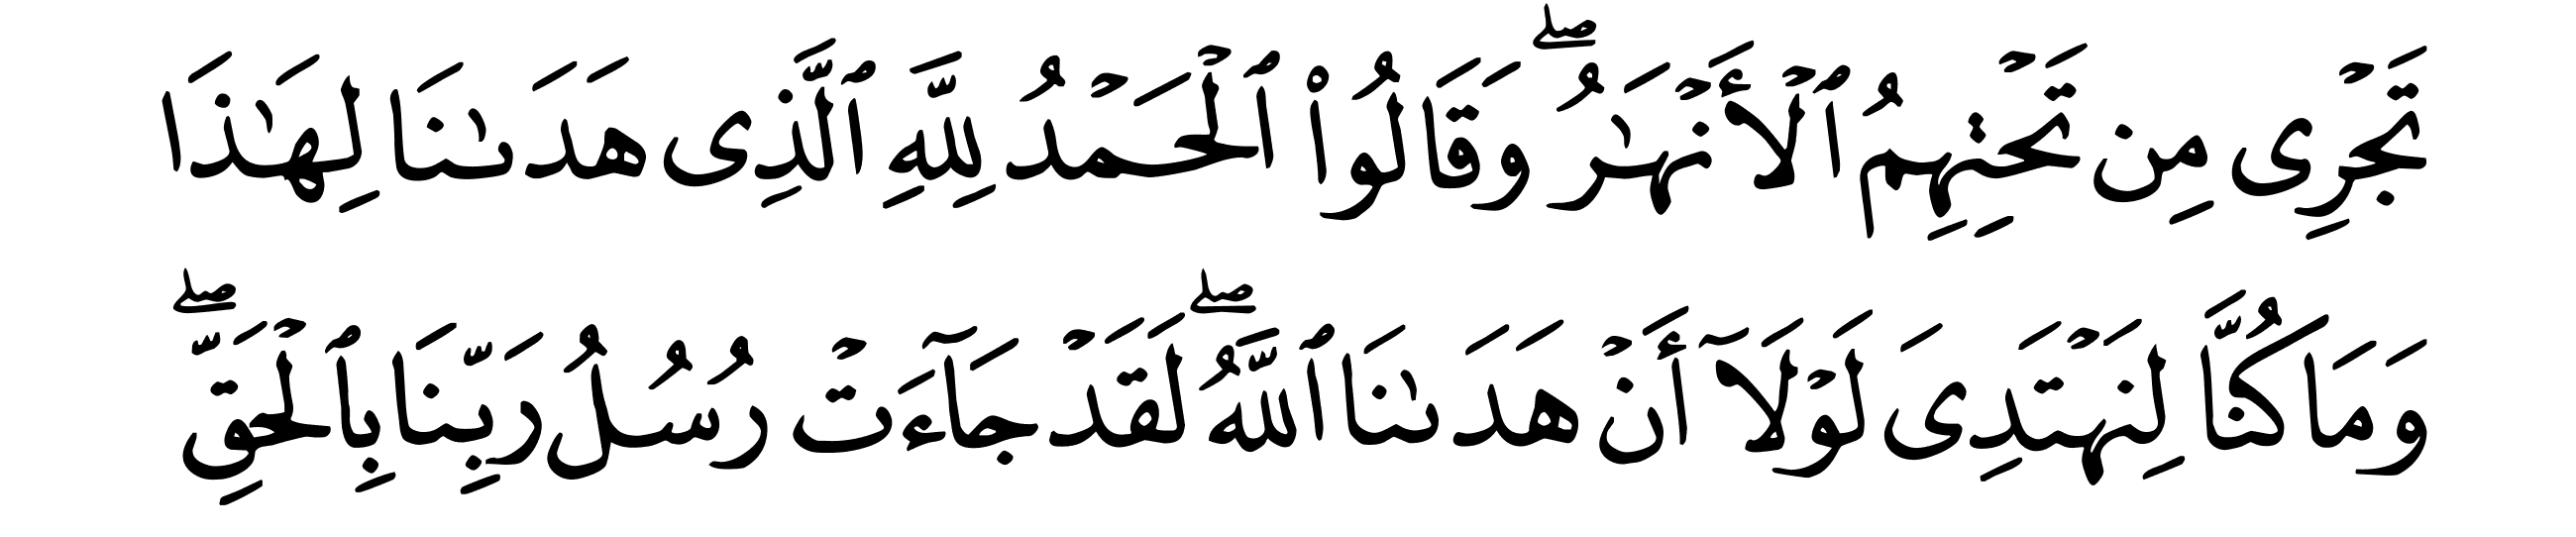 تَجۡرِى مِن تَحۡتِهِمُ ٱلۡأَنۡهَـٰرُۖ وَقَالُوا۟ ٱلۡحَمۡدُ لِلَّهِ ٱلَّذِى هَدَىٰنَا لِهَـٰذَا
وَمَا كُنَّا لِنَهۡتَدِىَ لَوۡلَآ أَنۡ هَدَىٰنَا ٱللَّهُۖ لَقَدۡ جَآءَتۡ رُسُلُ رَبِّنَا بِٱلۡحَقِّۖ